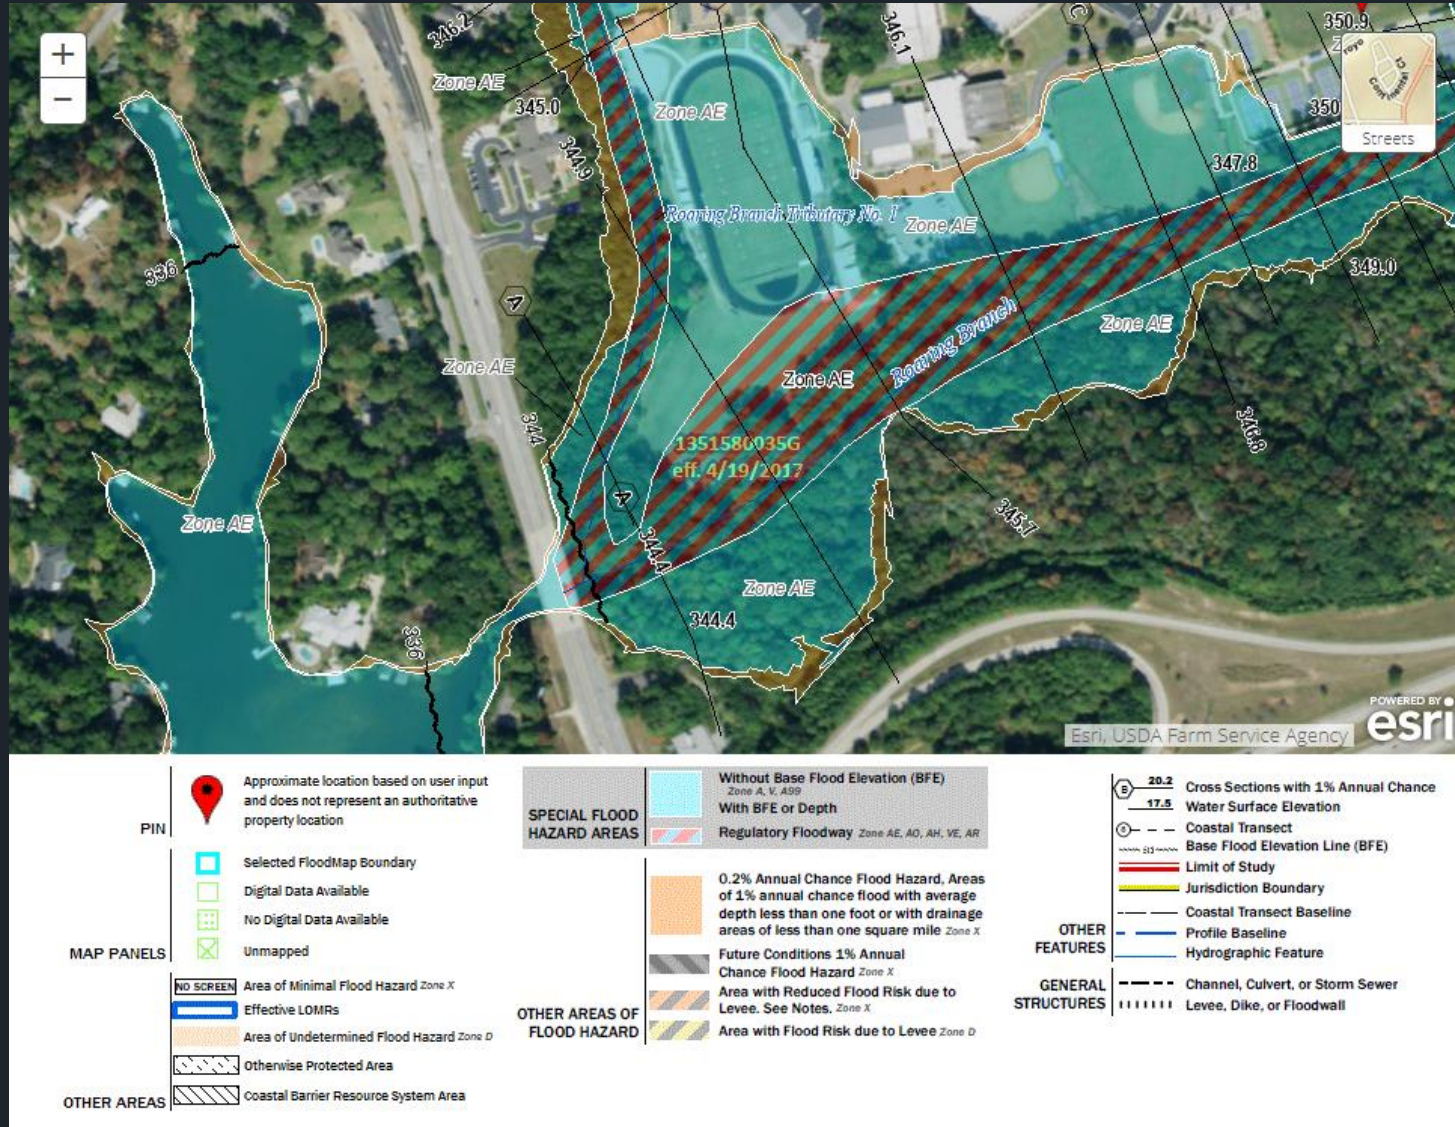 +
−
346.2
Zone AE
345.0
344.9
Zone AE
346.1
C
350.9
350
Streets
347.8
Roaring Branch Tributary No. 1
Zone AE
349.0
336
A
Zone AE
Zone AE
Roaring Branch
Zone AE
344
346.8
1351580035G
eff. 4/19/2017
A
345.7
Zone AE
344.4
Zone AE
344.4
336
POWERED BY
esri
Esri, USDA Farm Service Agency
PIN
Approximate location based on user input
and does not represent an authoritative
property location
MAP PANELS
Selected FloodMap Boundary
Digital Data Available
No Digital Data Available
Unmapped
OTHER AREAS
NO SCREEN Area of Minimal Flood Hazard Zone X
Effective LOMRs
Area of Undetermined Flood Hazard Zone D
Otherwise Protected Area
Coastal Barrier Resource System Area
SPECIAL FLOOD
HAZARD AREAS
Without Base Flood Elevation (BFE)
Zone A, V, A99
With BFE or Depth
Regulatory Floodway Zone AE, AO, AH, VE, AR
OTHER AREAS OF
FLOOD HAZARD
0.2% Annual Chance Flood Hazard, Areas
of 1% annual chance flood with average
depth less than one foot or with drainage
areas of less than one square mile Zone X
Future Conditions 1% Annual
Chance Flood Hazard Zone X
Area with Reduced Flood Risk due to
Levee. See Notes. Zone X
Area with Flood Risk due to Levee Zone D
OTHER
FEATURES
B 20.2 Cross Sections with 1% Annual Chance
17.5 Water Surface Elevation
Coastal Transect
Base Flood Elevation Line (BFE)
Limit of Study
Jurisdiction Boundary
Coastal Transect Baseline
Profile Baseline
Hydrographic Feature
GENERAL
STRUCTURES
Channel, Culvert, or Storm Sewer
Levee, Dike, or Floodwall